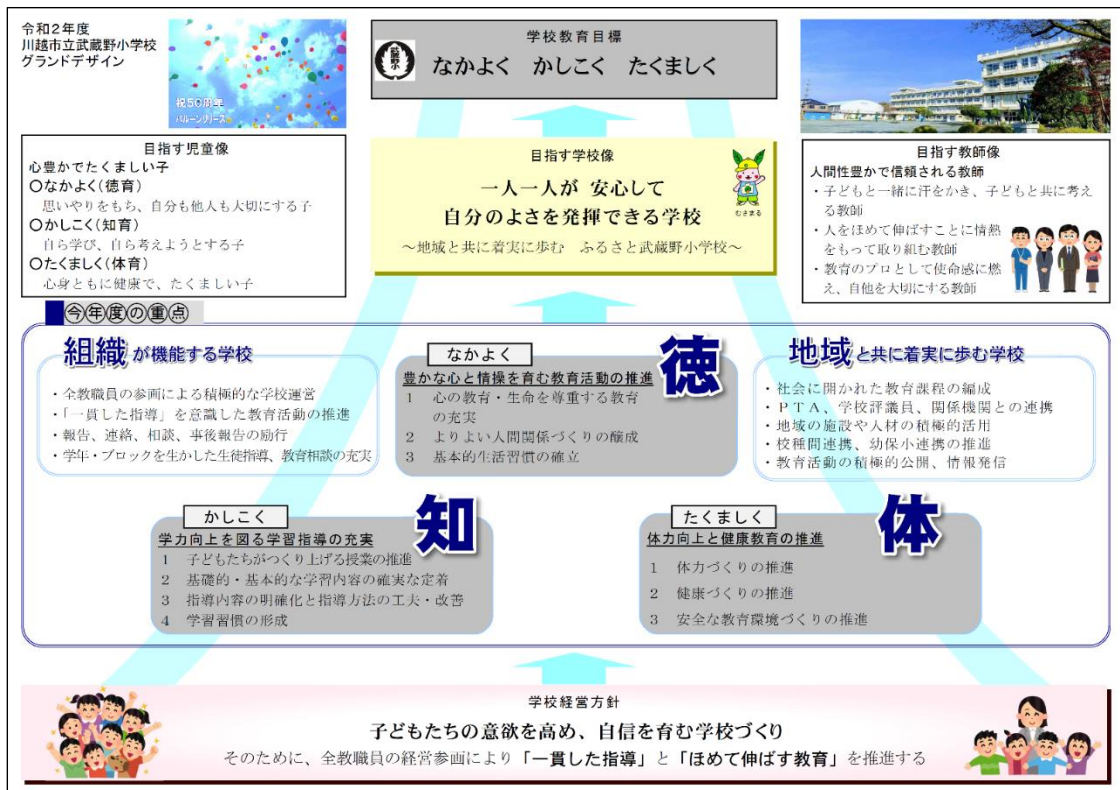 令和２年度
川越市立武蔵野小学校
グランドデザイン
祝50周年
バルーンリリース
学校教育目標
武蔵野小
なかよく　かしこく　たくましく
目指す児童像
心豊かでたくましい子
○なかよく（徳育）
思いやりをもち、自分も他人も大切にする子
○かしこく（知育）
自ら学び、自ら考えようとする子
○たくましく（体育）
心身ともに健康で、たくましい子
目指す学校像
一人一人が 安心して
自分のよさを発揮できる学校
～地域と共に着実に歩む　ふるさと武蔵野小学校～
むさまる
目指す教師像
人間性豊かで信頼される教師
・子どもと一緒に汗をかき、子どもと共に考え
る教師
・人をほめて伸ばすことに情熱
をもって取り組む教師
・教育のプロとして使命感に燃
え、自他を大切にする教師
今年度の重点
組織が機能する学校
・全教職員の参画による積極的な学校運営
・「一貫した指導」を意識した教育活動の推進
・報告、連絡、相談、事後報告の励行
・学年・ブロックを生かした生徒指導、教育相談の充実
なかよく
徳
豊かな心と情操を育む教育活動の推進
1　心の教育・生命を尊重する教育
の充実
2　よりよい人間関係づくりの醸成
3　基本的生活習慣の確立
地域と共に着実に歩む学校
・社会に開かれた教育課程の編成
・ＰＴＡ、学校評議員、関係機関との連携
・地域の施設や人材の積極的活用
・校種間連携、幼保小連携の推進
・教育活動の積極的公開、情報発信
かしこく
知
学力向上を図る学習指導の充実
1　子どもたちがつくり上げる授業の推進
2　基礎的・基本的な学習内容の確実な定着
3　指導内容の明確化と指導方法の工夫・改善
4　学習習慣の形成
たくましく
体
体力向上と健康教育の推進
1　体力づくりの推進
2　健康づくりの推進
3　安全な教育環境づくりの推進
学校経営方針
子どもたちの意欲を高め、自信を育む学校づくり
そのために、全教職員の経営参画により「一貫した指導」と「ほめて伸ばす教育」を推進する